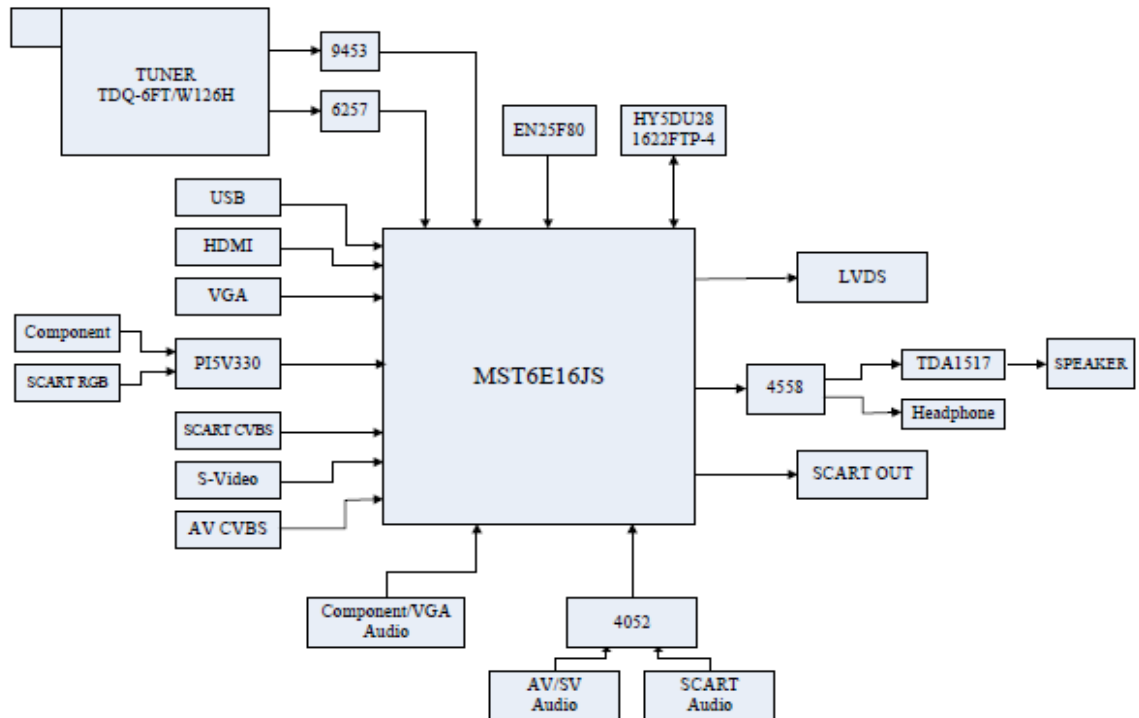 TUNER
TDQ-6FT/W126H
9453
6257
EN25F80
HY5DU28
1622FTP-4
USB
HDMI
VGA
Component
SCART RGB
PI5V330
SCART CVBS
S-Video
AV CVBS
MST6E16JS
LVDS
4558
TDA1517
SPEAKER
Headphone
SCART OUT
Component/VGA
Audio
4052
AV/SV
Audio
SCART
Audio